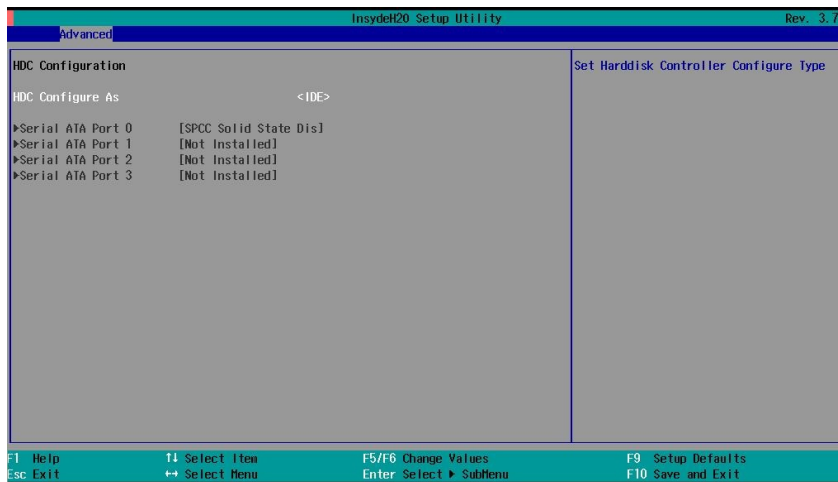 InsydeH20 Setup Utility Rev. 3.7
Advanced
HDC Configuration
Set Harddisk Controller Configure Type
HDC Configure As <IDE>
▶Serial ATA Port 0 [SPCC Solid State Dis]
▶Serial ATA Port 1 [Not Installed]
▶Serial ATA Port 2 [Not Installed]
▶Serial ATA Port 3 [Not Installed]
F1 Help ↑↓ Select Item F5/F6 Change Values F9 Setup Defaults
Esc Exit ↔ Select Menu Enter Select ▶ SubMenu F10 Save and Exit